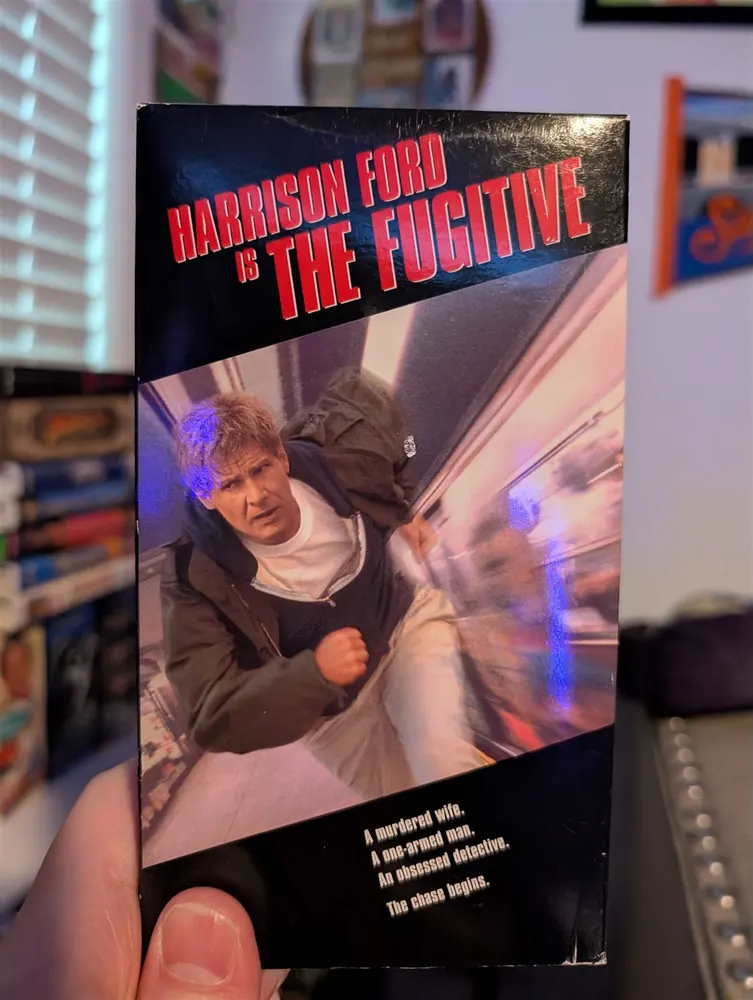 HARRISON FORD
IS THE FUGITIVE
A murdered wife.
A one-armed man.
An obsessed detective.
The chase begins.